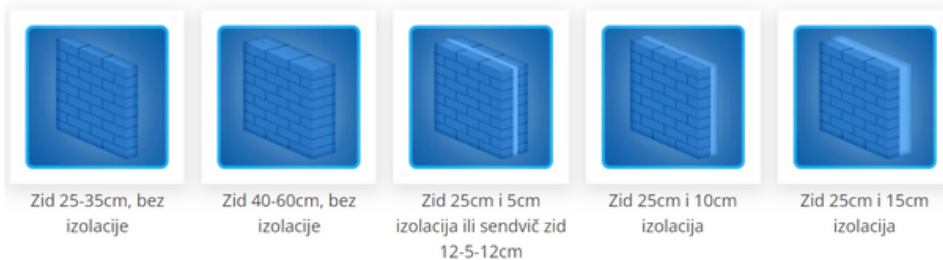 Zid 25-35cm, bez
izolacije
Zid 40-60cm, bez
izolacije
Zid 25cm i 5cm
izolacija ili sendvič zid
12-5-12cm
Zid 25cm i 10cm
izolacija
Zid 25cm i 15cm
izolacija